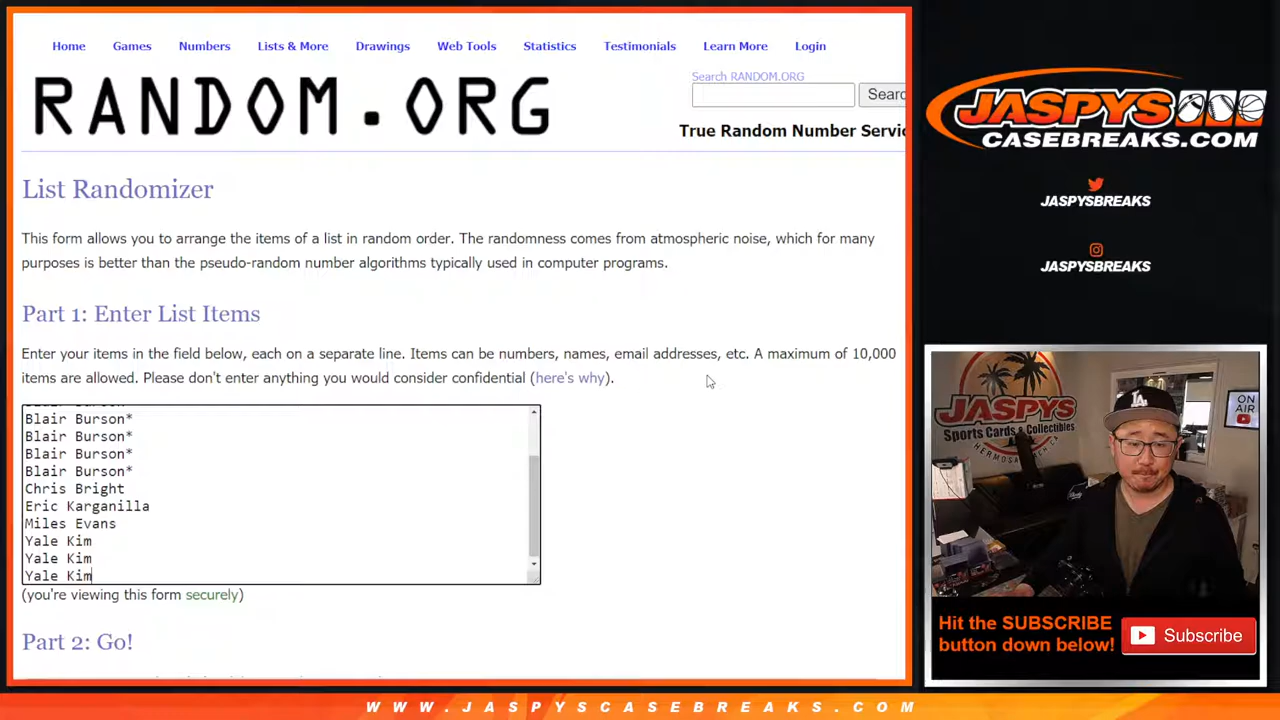 Home Games Numbers Lists & More Drawings Web Tools Statistics Testimonials Learn More Login
RANDOM.ORG
Search RANDOM.ORG
Searc
True Random Number Servic
List Randomizer
This form allows you to arrange the items of a list in random order. The randomness comes from atmospheric noise, which for many
purposes is better than the pseudo-random number algorithms typically used in computer programs.
Part 1: Enter List Items
Enter your items in the field below, each on a separate line. Items can be numbers, names, email addresses, etc. A maximum of 10,000
items are allowed. Please don't enter anything you would consider confidential (here's why).
Blair Burson*
Blair Burson*
Blair Burson*
Blair Burson*
Chris Bright
Eric Karganilla
Miles Evans
Yale Kim
Yale Kim
Yale Kim
(you're viewing this form securely)
Part 2: Go!
JASPYS
CASEBREAKS.COM
JASPYSBREAKS
JASPYSBREAKS
JASPYS
Sports Cards & Collectibles
LA
ON
AIR
Hit the SUBSCRIBE
button down below!
Subscribe
WWW.JASPYSCASEBREAKS.COM